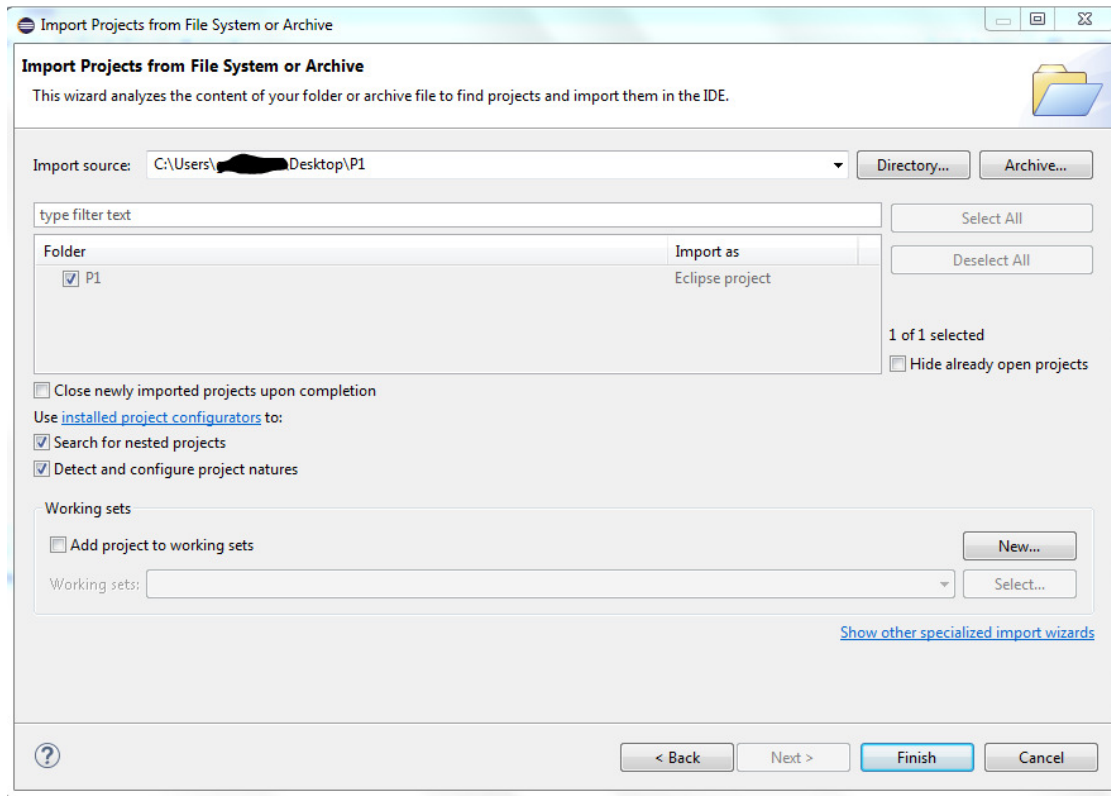 Import Projects from File System or Archive
Import Projects from File System or Archive
This wizard analyzes the content of your folder or archive file to find projects and import them in the IDE.
Import source: C:\Users\ Desktop\P1 Directory... Archive...
type filter text Select All
Folder Import as Deselect All
P1 Eclipse project
1 of 1 selected
Hide already open projects
Close newly imported projects upon completion
Use installed project configurators to:
Search for nested projects
Detect and configure project natures
Working sets
Add project to working sets New...
Working sets: Select...
Show other specialized import wizards
? < Back Next > Finish Cancel